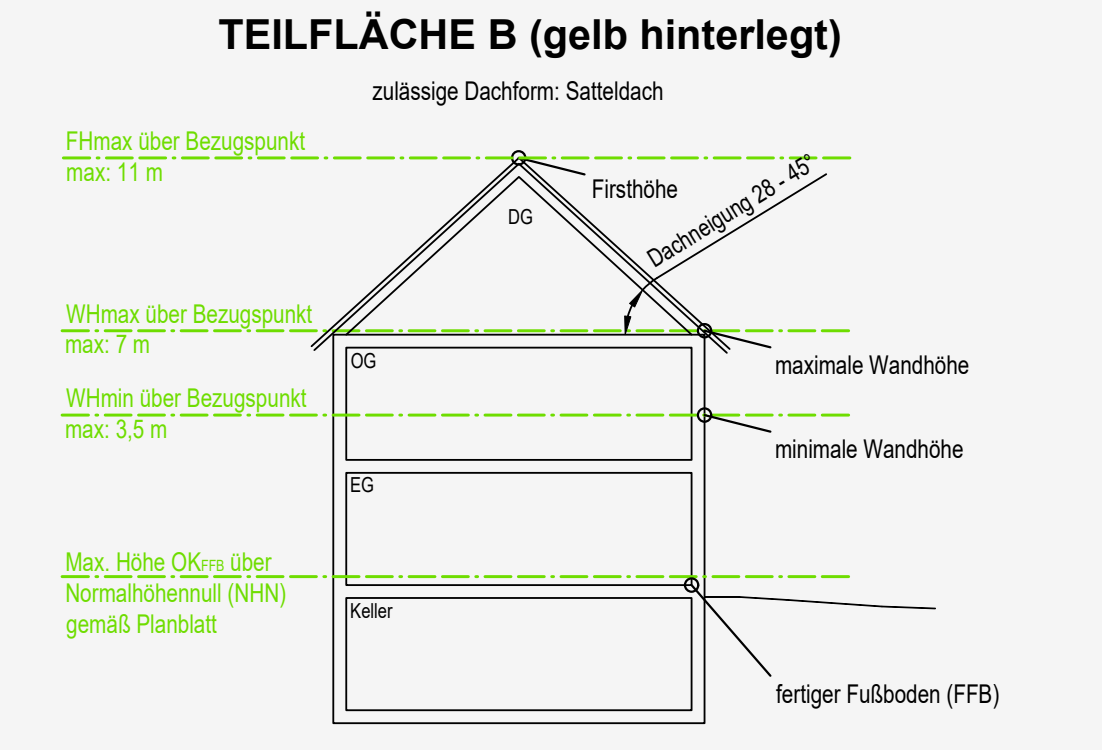 TEILFLÄCHE B (gelb hinterlegt)
zulässige Dachform: Satteldach
FHmax über Bezugspunkt
max: 11 m
Firsthöhe
DG
Dachneigung 28 - 45°
WHmax über Bezugspunkt
max: 7 m
maximale Wandhöhe
OG
WHmin über Bezugspunkt
max: 3,5 m
minimale Wandhöhe
EG
Max. Höhe OKFFB über
Normalhöhennull (NHN)
gemäß Planblatt
Keller
fertiger Fußboden (FFB)